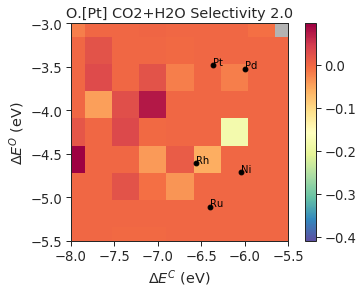 O.[Pt] CO2+H2O Selectivity 2.0
−3.0
−3.5
−4.0
−4.5
−5.0
−5.5
ΔE^O (eV)
Pt
Pd
Rh
Ni
Ru
−8.0 −7.5 −7.0 −6.5 −6.0 −5.5
ΔE^C (eV)
0.0
−0.1
−0.2
−0.3
−0.4